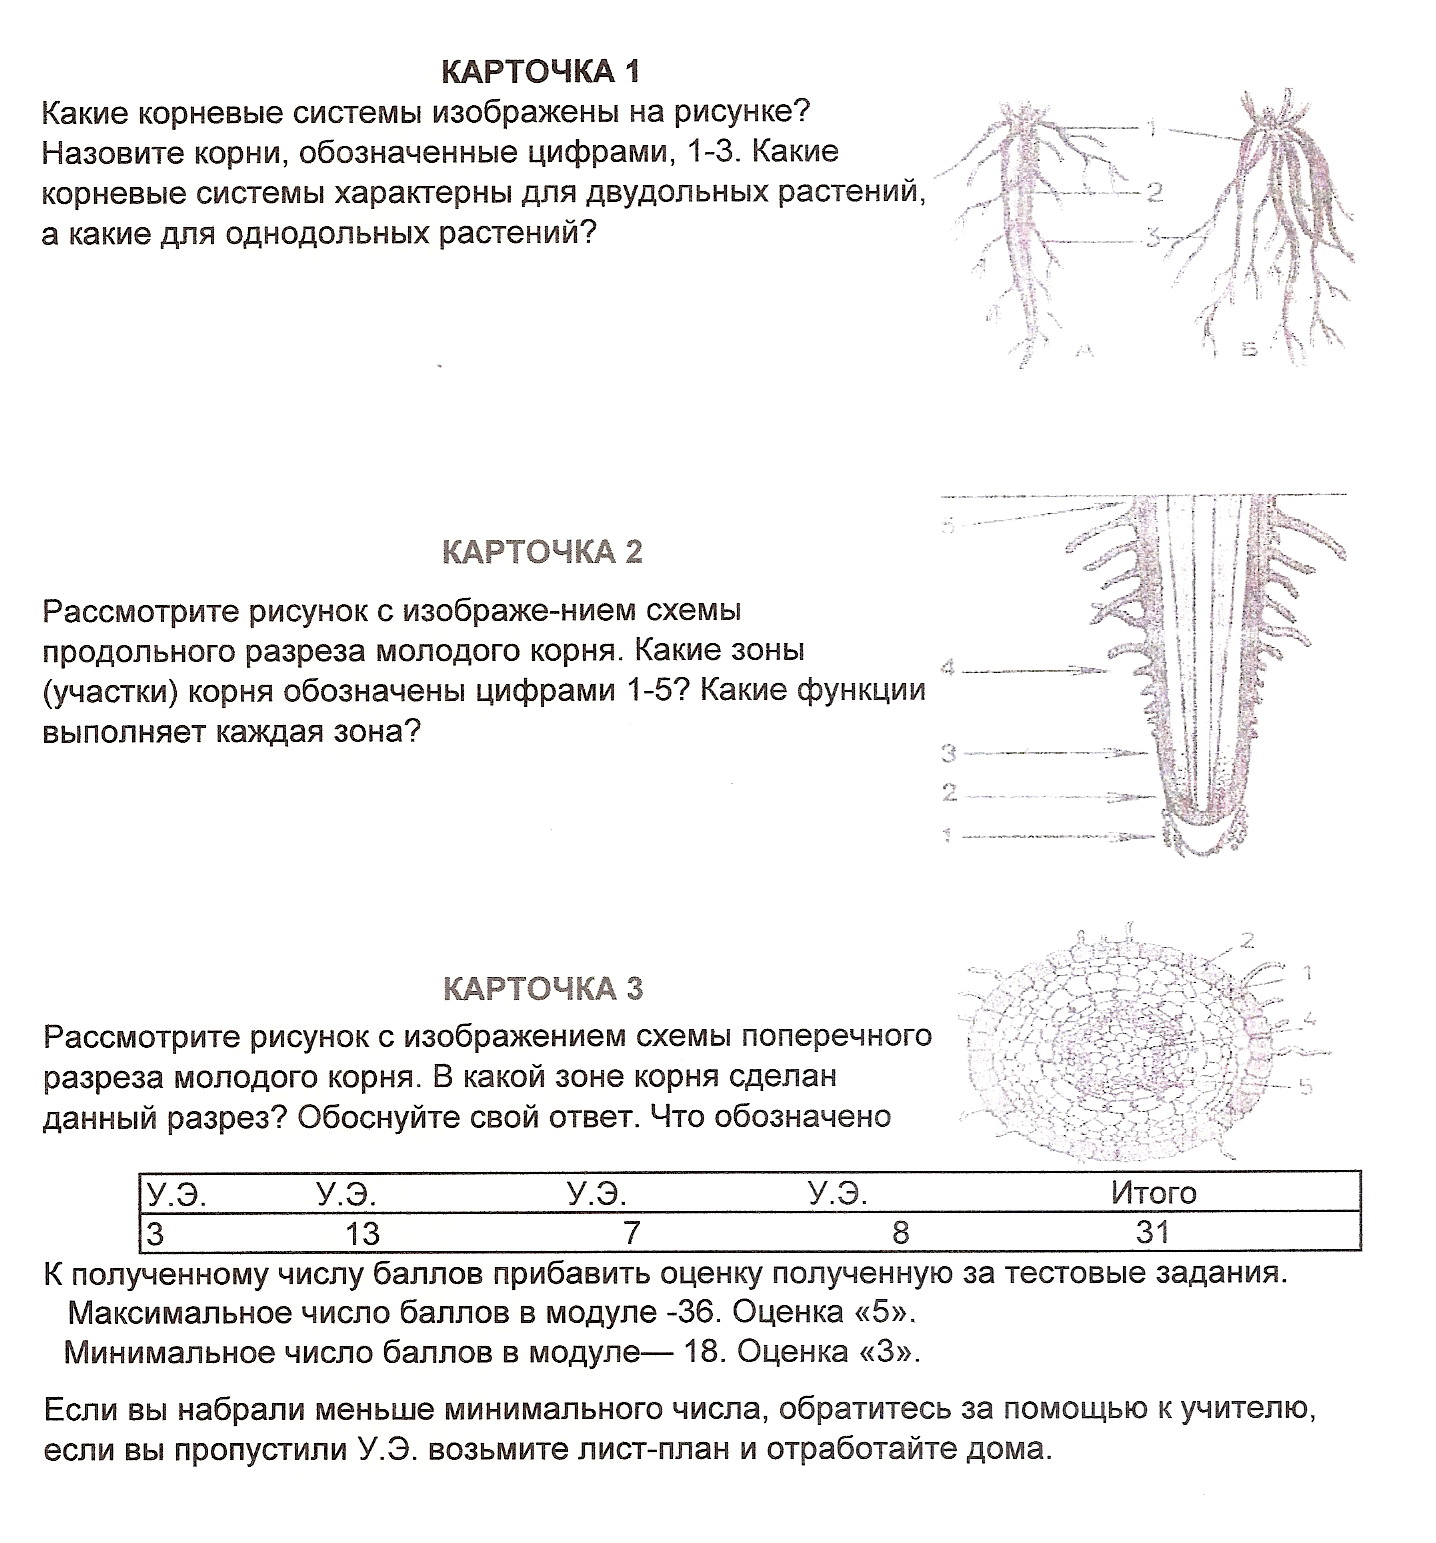 КАРТОЧКА 1
Какие корневые системы изображены на рисунке?
Назовите корни, обозначенные цифрами, 1-3. Какие
корневые системы характерны для двудольных растений,
а какие для однодольных растений?
1
2
3
А
Б
КАРТОЧКА 2
Рассмотрите рисунок с изображе-нием схемы
продольного разреза молодого корня. Какие зоны
(участки) корня обозначены цифрами 1-5? Какие функции
выполняет каждая зона?
5
4
3
2
1
КАРТОЧКА 3
Рассмотрите рисунок с изображением схемы поперечного
разреза молодого корня. В какой зоне корня сделан
данный разрез? Обоснуйте свой ответ. Что обозначено
2
1
4
5
У.Э. У.Э. У.Э. У.Э. Итого
3 13 7 8 31
К полученному числу баллов прибавить оценку полученную за тестовые задания.
Максимальное число баллов в модуле -36. Оценка «5».
Минимальное число баллов в модуле— 18. Оценка «3».
Если вы набрали меньше минимального числа, обратитесь за помощью к учителю,
если вы пропустили У.Э. возьмите лист-план и отработайте дома.